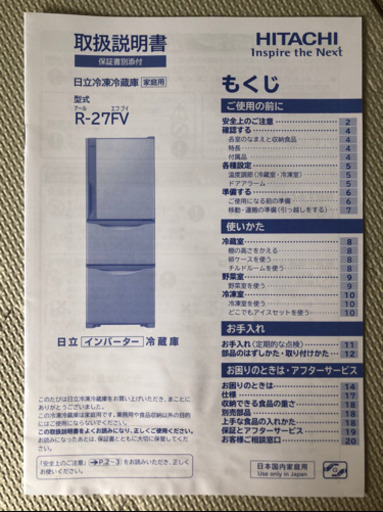 取扱説明書
保証書別添付
日立冷凍冷蔵庫 家庭用
型式
アール エフ ブイ
R-27FV
日立 インバーター 冷蔵庫
このたびは日立冷凍冷蔵庫をお買い上げいただき、まことに
ありがとうございました。
この冷凍冷蔵庫は家庭用です。業務用や食品収納以外の目的
にはご使用にならないでください。
この取扱説明書をよくお読みになり、正しくご使用ください。
お読みになったあとは、保証書とともに大切に保管してくだ
さい。
「安全上のご注意」→P.2~3 をお読みいただき、正しく
お使いください。
HITACHI
Inspire the Next
もくじ
ご使用の前に
安全上のご注意 2
確認する 4
各室のなまえと収納食品 4
特長 4
付属品 4
各種設定 5
温度調節(冷蔵室・冷凍室) 5
ドアアラーム 5
準備する 6
ご使用になる前の準備 6
移動・運搬の準備(引っ越しをする) 7
使いかた
冷蔵室 8
棚の高さをかえる 8
卵ケースを使う 8
チルドルームを使う 8
野菜室 9
野菜室を使う 9
冷凍室 10
冷凍室を使う 10
どこでもアイスセットを使う 10
お手入れ
お手入れ(定期的な点検) 11
部品のはずしかた・取り付けかた 12
お困りのときは・アフターサービス
お困りのときは 14
仕様 17
収納できる食品の重さ 18
別売部品 18
上手な食品の入れかた 18
保証とアフターサービス 19
お客様ご相談窓口 20
日本国内家庭用
Use only in Japan